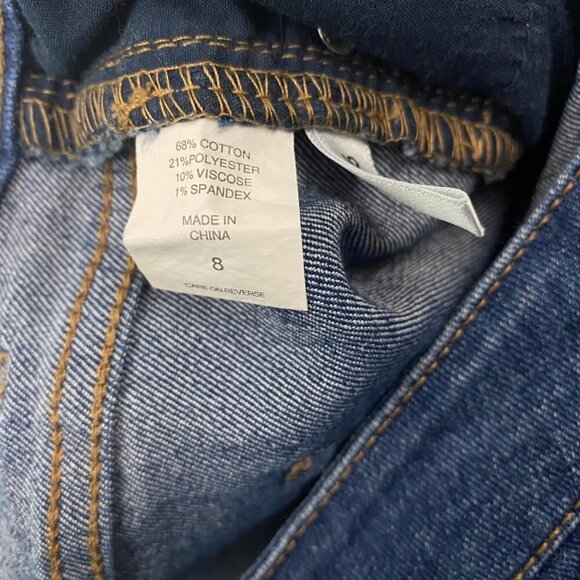 68% COTTON
21%POLYESTER
10% VISCOSE
1% SPANDEX
MADE IN
CHINA
8
CARE ON REVERSE